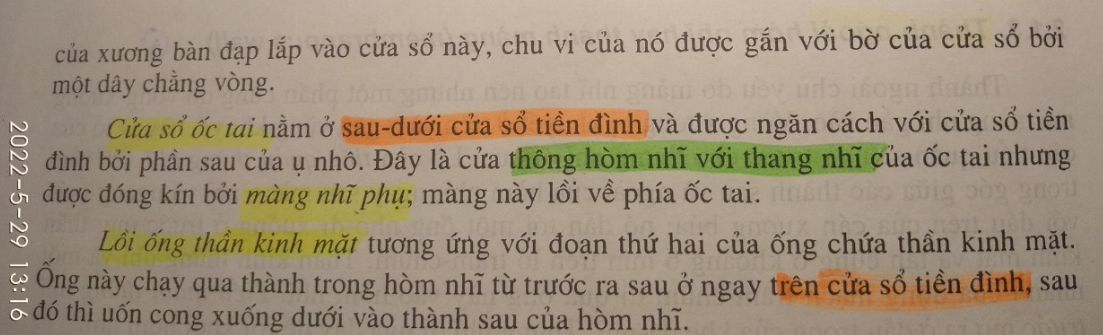 của xương bàn đạp lắp vào cửa sổ này, chu vi của nó được gắn với bờ của cửa sổ bởi
một dây chằng vòng.
Cửa sổ ốc tai nằm ở sau-dưới cửa sổ tiền đình và được ngăn cách với cửa sổ tiền
đình bởi phần sau của ụ nhô. Đây là cửa thông hòm nhĩ với thang nhĩ của ốc tai nhưng
được đóng kín bởi màng nhĩ phụ; màng này lồi về phía ốc tai.
Lồi ống thần kinh mặt tương ứng với đoạn thứ hai của ống chứa thần kinh mặt.
Ống này chạy qua thành trong hòm nhĩ từ trước ra sau ở ngay trên cửa sổ tiền đình, sau
đó thì uốn cong xuống dưới vào thành sau của hòm nhĩ.
2022-5-29 13:16